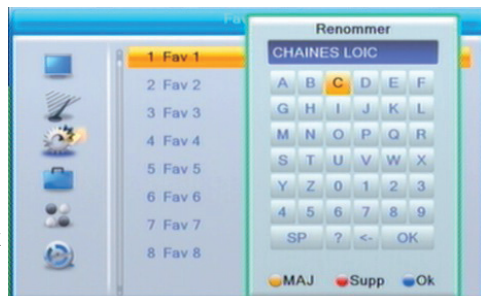 Fav
Renommer
CHAINES LOIC
1 Fav 1
2 Fav 2
3 Fav 3
4 Fav 4
5 Fav 5
6 Fav 6
7 Fav 7
8 Fav 8
A B C D E F
G H I J K L
M N O P Q R
S T U V W X
Y Z 0 1 2 3
4 5 6 7 8 9
SP ? <- OK
MAJ Supp Ok